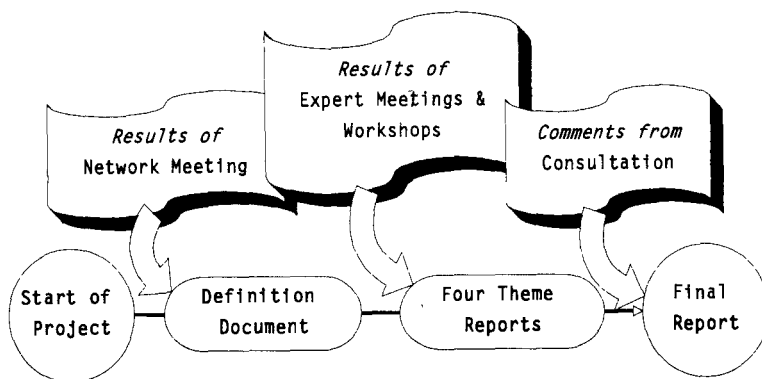 Results of
Network Meeting
Results of
Expert Meetings &
Workshops
Comments from
Consultation
Start of
Project
Definition
Document
Four Theme
Reports
Final
Report